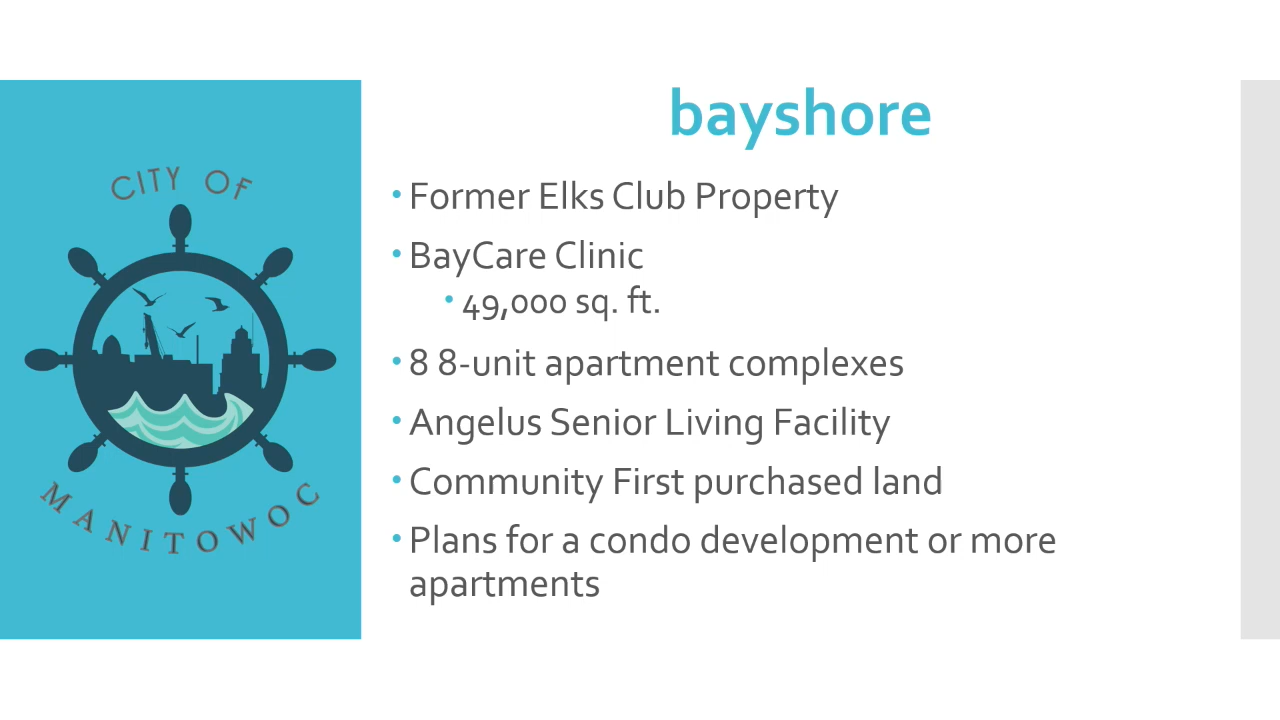 CITY OF
MANITOWOC
bayshore
• Former Elks Club Property
• BayCare Clinic
• 49,000 sq. ft.
• 8 8-unit apartment complexes
• Angelus Senior Living Facility
• Community First purchased land
• Plans for a condo development or more
apartments